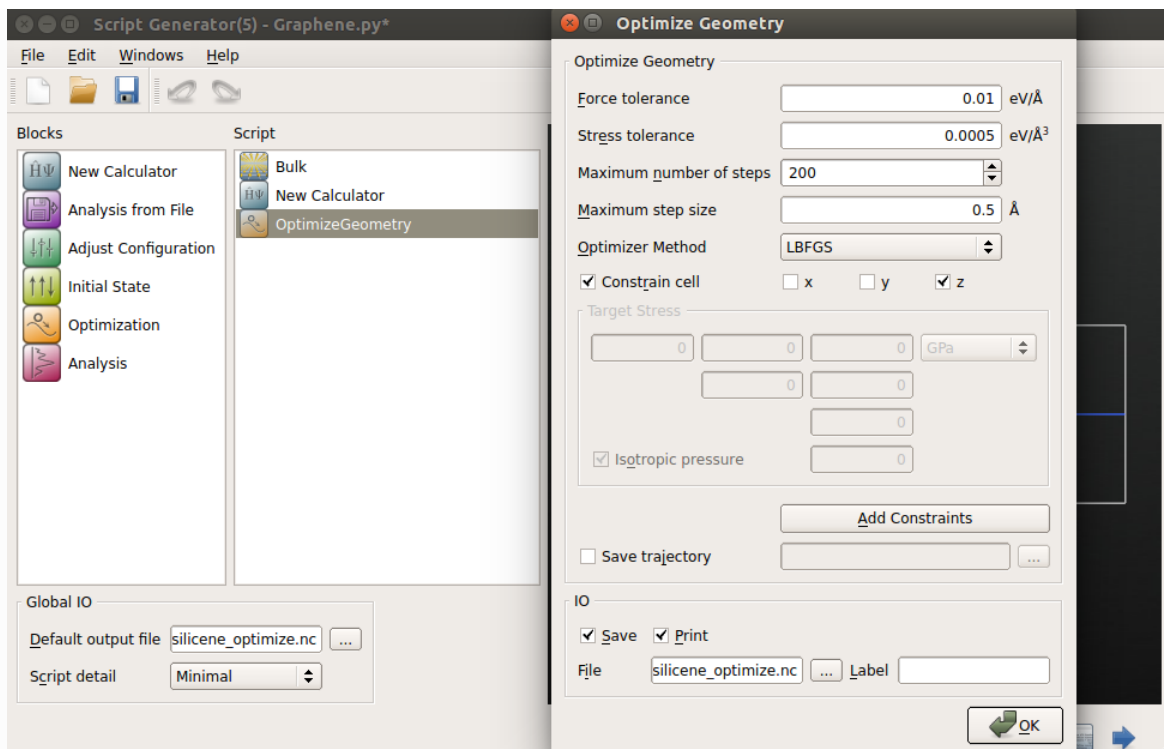 Script Generator(5) - Graphene.py*
File Edit Windows Help
Blocks
New Calculator
Analysis from File
Adjust Configuration
Initial State
Optimization
Analysis
Script
Bulk
New Calculator
OptimizeGeometry
Global IO
Default output file silicene_optimize.nc ...
Script detail Minimal
Optimize Geometry
Optimize Geometry
Force tolerance 0.01 eV/Å
Stress tolerance 0.0005 eV/Å³
Maximum number of steps 200
Maximum step size 0.5 Å
Optimizer Method LBFGS
Constrain cell x y z
Target Stress
0 0 0 GPa
0 0
0
Isotropic pressure 0
Add Constraints
Save trajectory ...
IO
Save Print
File silicene_optimize.nc ... Label
OK